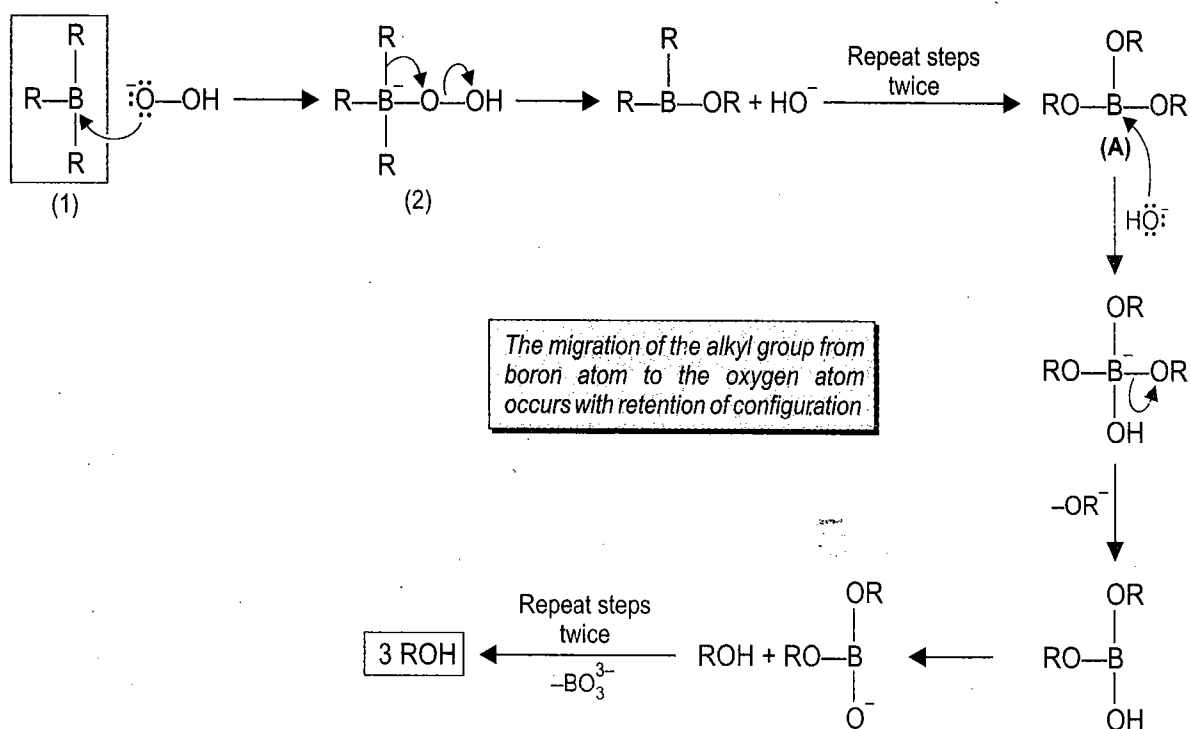 R
R—B
R
(1)
⁻:Ö—OH
R
R—B⁻—O—OH
R
(2)
R
R—B—OR + HO⁻
Repeat steps
twice
OR
RO—B—OR
(A)
HÖ:⁻
OR
RO—B⁻—OR
OH
–OR⁻
The migration of the alkyl group from
boron atom to the oxygen atom
occurs with retention of configuration
OR
RO—B
OH
OR
ROH + RO—B
O⁻
Repeat steps
twice
–BO₃³⁻
3 ROH